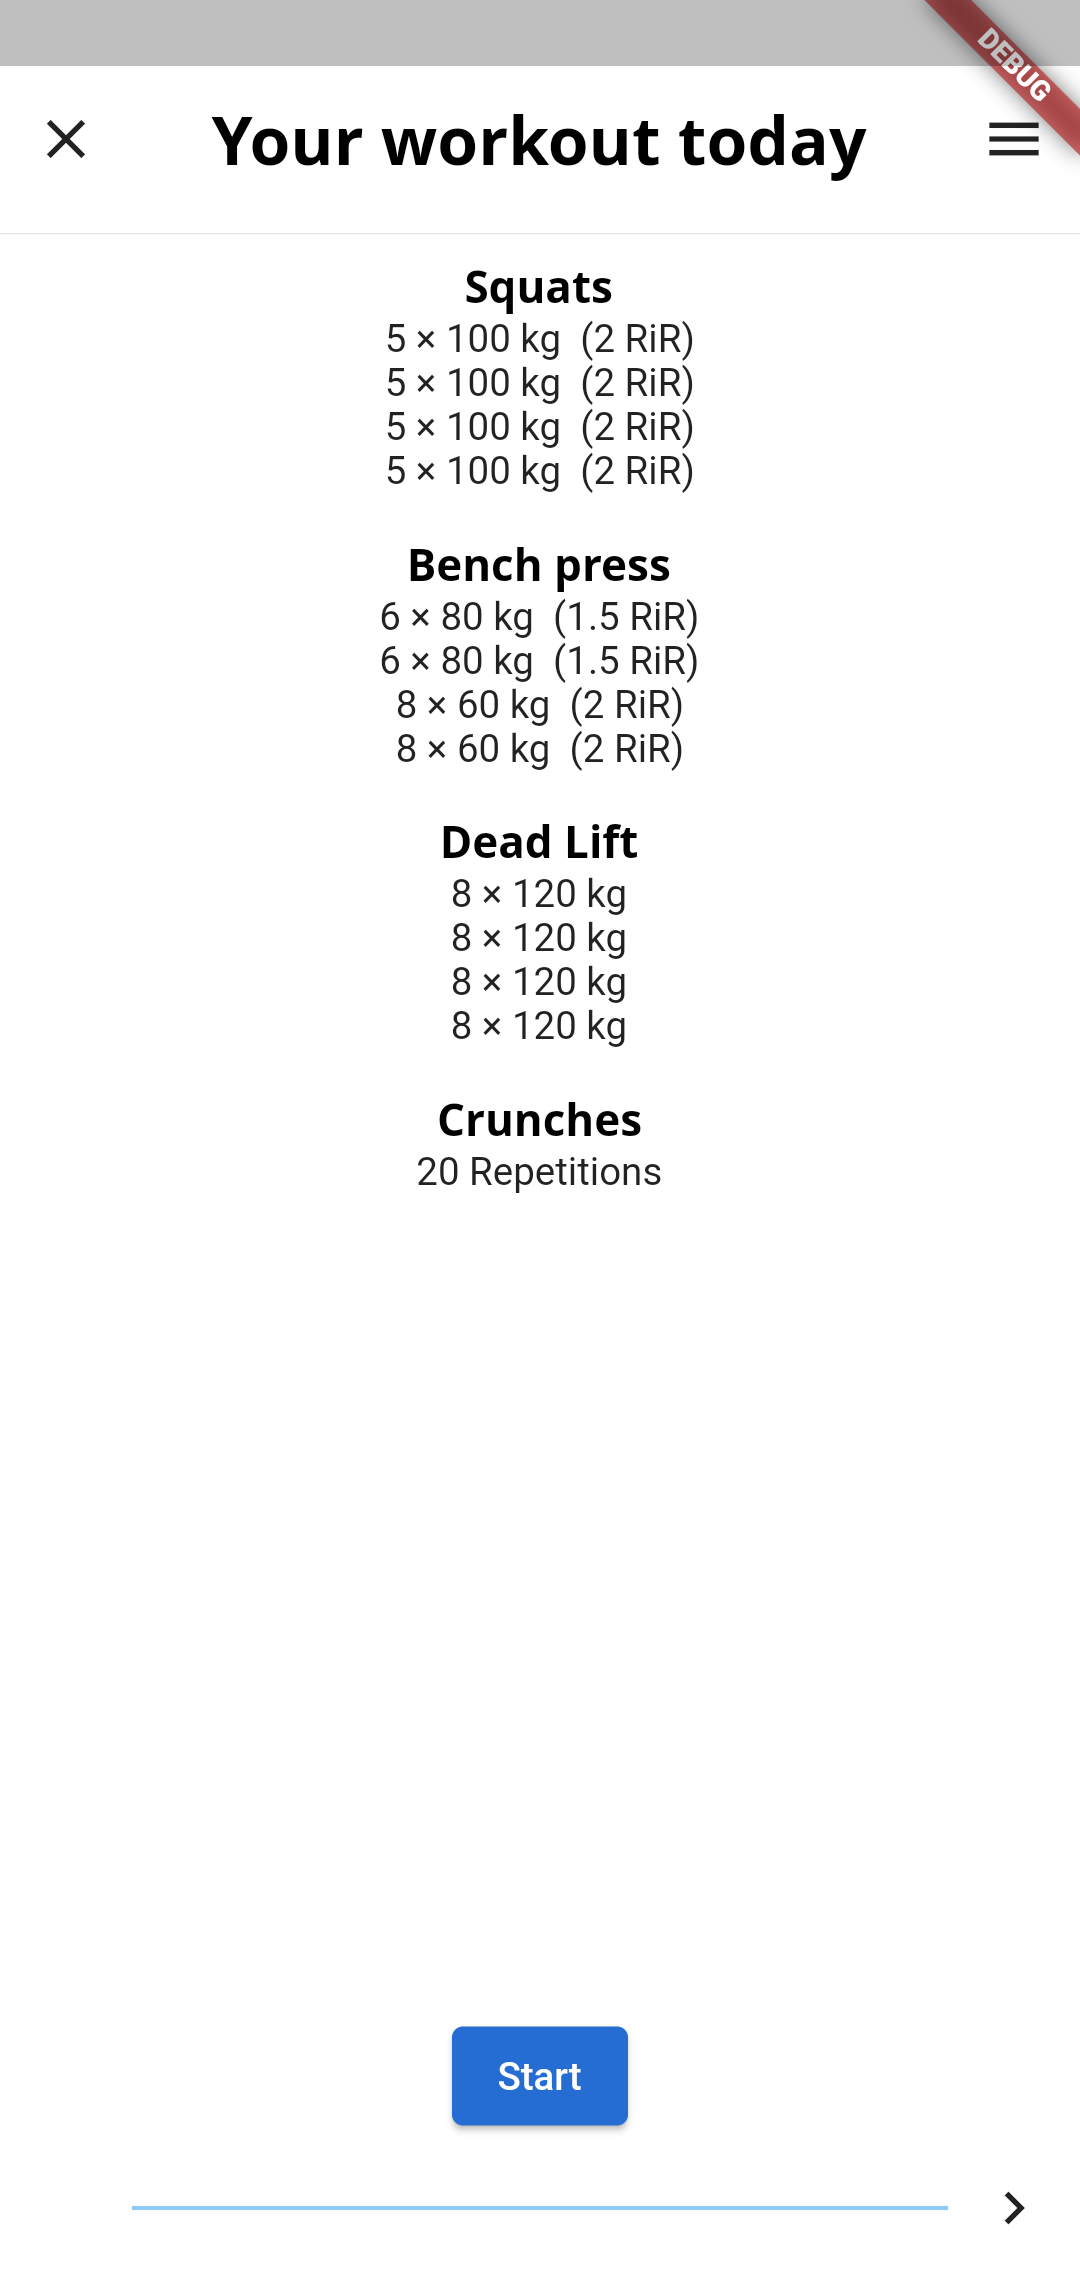 DEBUG
Your workout today
Squats
5 × 100 kg (2 RiR)
5 × 100 kg (2 RiR)
5 × 100 kg (2 RiR)
5 × 100 kg (2 RiR)
Bench press
6 × 80 kg (1.5 RiR)
6 × 80 kg (1.5 RiR)
8 × 60 kg (2 RiR)
8 × 60 kg (2 RiR)
Dead Lift
8 × 120 kg
8 × 120 kg
8 × 120 kg
8 × 120 kg
Crunches
20 Repetitions
Start